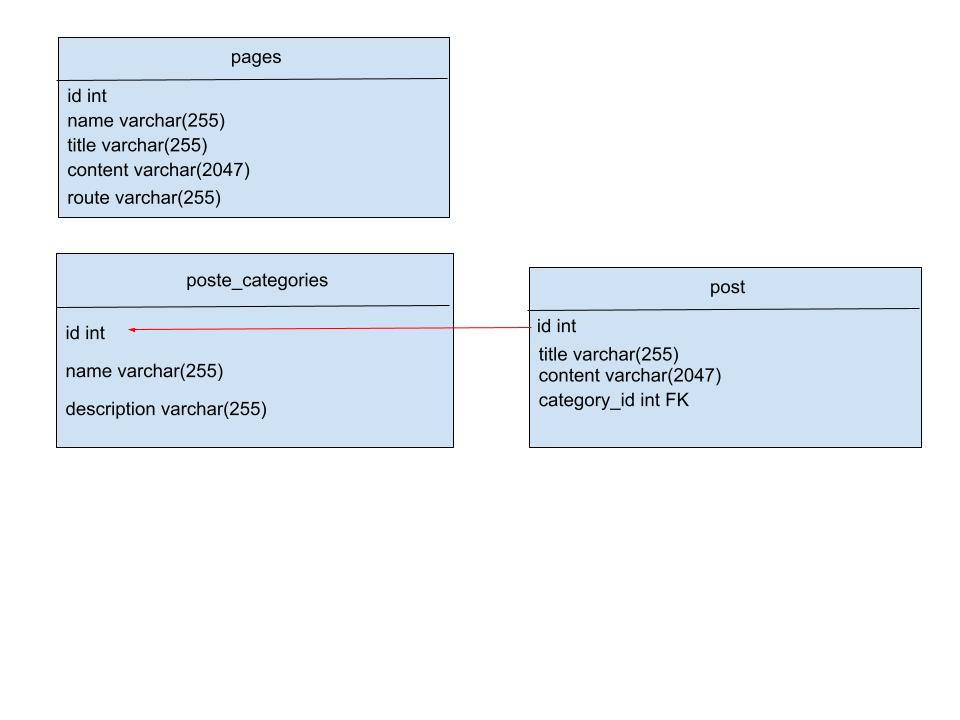 pages
id int
name varchar(255)
title varchar(255)
content varchar(2047)
route varchar(255)
poste_categories
id int
name varchar(255)
description varchar(255)
post
id int
title varchar(255)
content varchar(2047)
category_id int FK